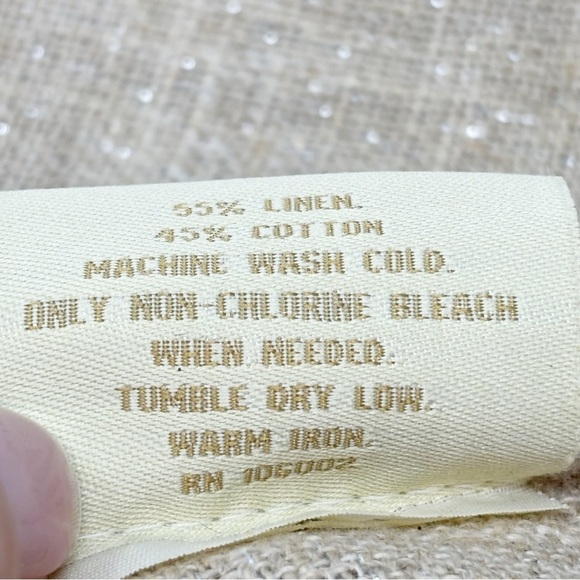 55% LINEN.
45% COTTON
MACHINE WASH COLD.
ONLY NON-CHLORINE BLEACH
WHEN NEEDED.
TUMBLE DRY LOW.
WARM IRON.
RN 106002